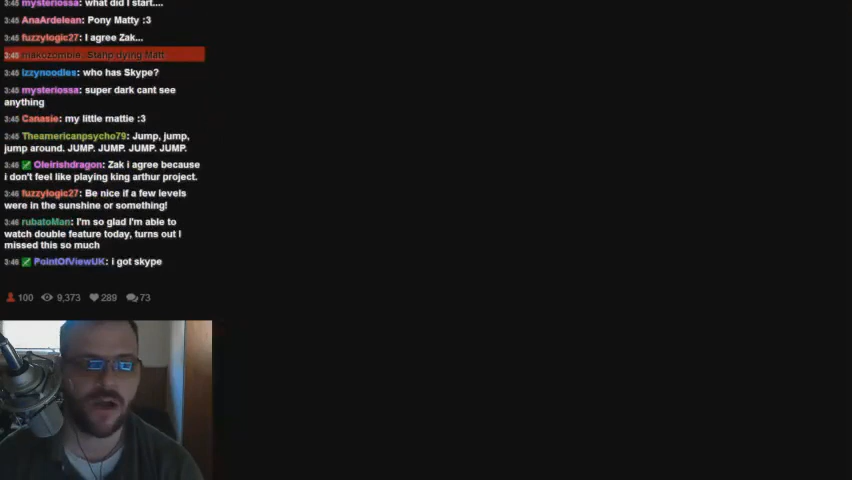 3:45 mysteriossa: what did I start....
3:45 AnaArdelean: Pony Matty :3
3:45 fuzzylogic27: I agree Zak...
3:45 makozombie: Stahp dying Matt
3:45 izzynoodles: who has Skype?
3:45 mysteriossa: super dark cant see
anything
3:45 Canasie: my little mattie :3
3:45 Theamericanpsycho79: Jump, jump,
jump around. JUMP. JUMP. JUMP. JUMP.
3:46 Oleirishdragon: Zak i agree because
i don't feel like playing king arthur project.
3:46 fuzzylogic27: Be nice if a few levels
were in the sunshine or something!
3:46 rubatoMan: I'm so glad I'm able to
watch double feature today, turns out I
missed this so much
3:46 PointOfViewUK: i got skype
100 9,373 289 73